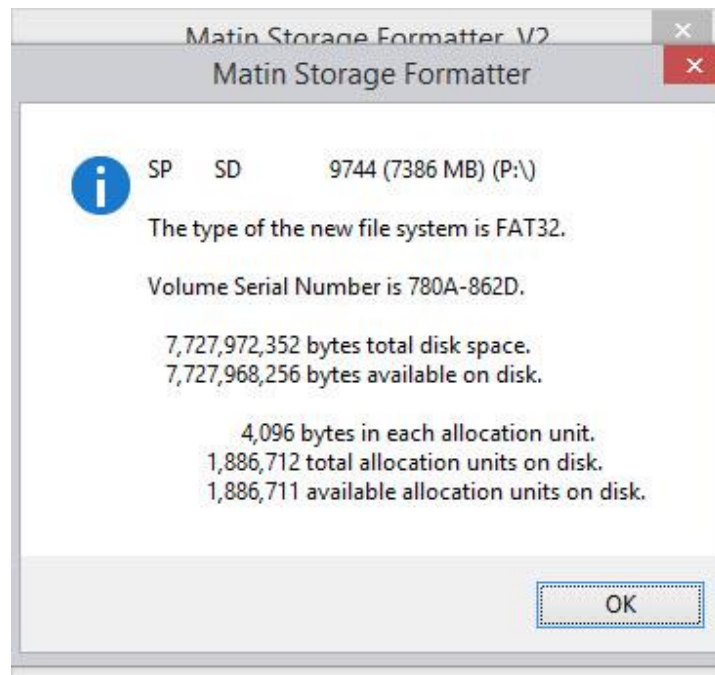 Matin Storage Formatter V2
Matin Storage Formatter
SP SD 9744 (7386 MB) (P:\)
The type of the new file system is FAT32.
Volume Serial Number is 780A-862D.
7,727,972,352 bytes total disk space.
7,727,968,256 bytes available on disk.
4,096 bytes in each allocation unit.
1,886,712 total allocation units on disk.
1,886,711 available allocation units on disk.
OK